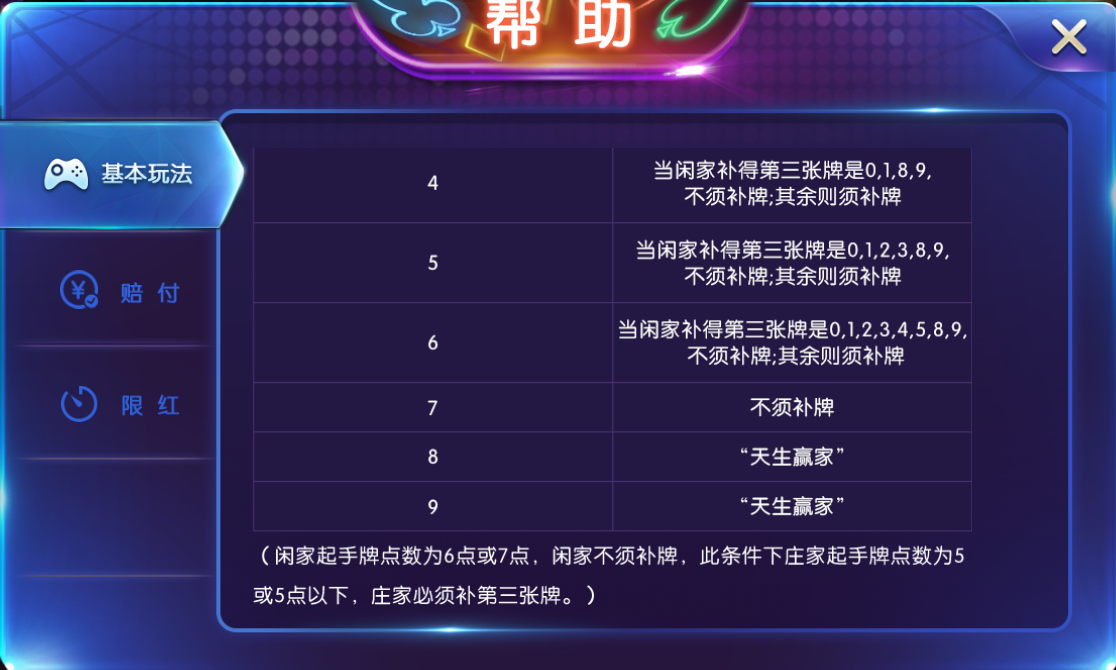 帮助
基本玩法
赔付
限红
4
当闲家补得第三张牌是0,1,8,9,
不须补牌;其余则须补牌
5
当闲家补得第三张牌是0,1,2,3,8,9,
不须补牌;其余则须补牌
6
当闲家补得第三张牌是0,1,2,3,4,5,8,9,
不须补牌;其余则须补牌
7
不须补牌
8
“天生赢家”
9
“天生赢家”
（闲家起手牌点数为6点或7点，闲家不须补牌，此条件下庄家起手牌点数为5
或5点以下，庄家必须补第三张牌。）